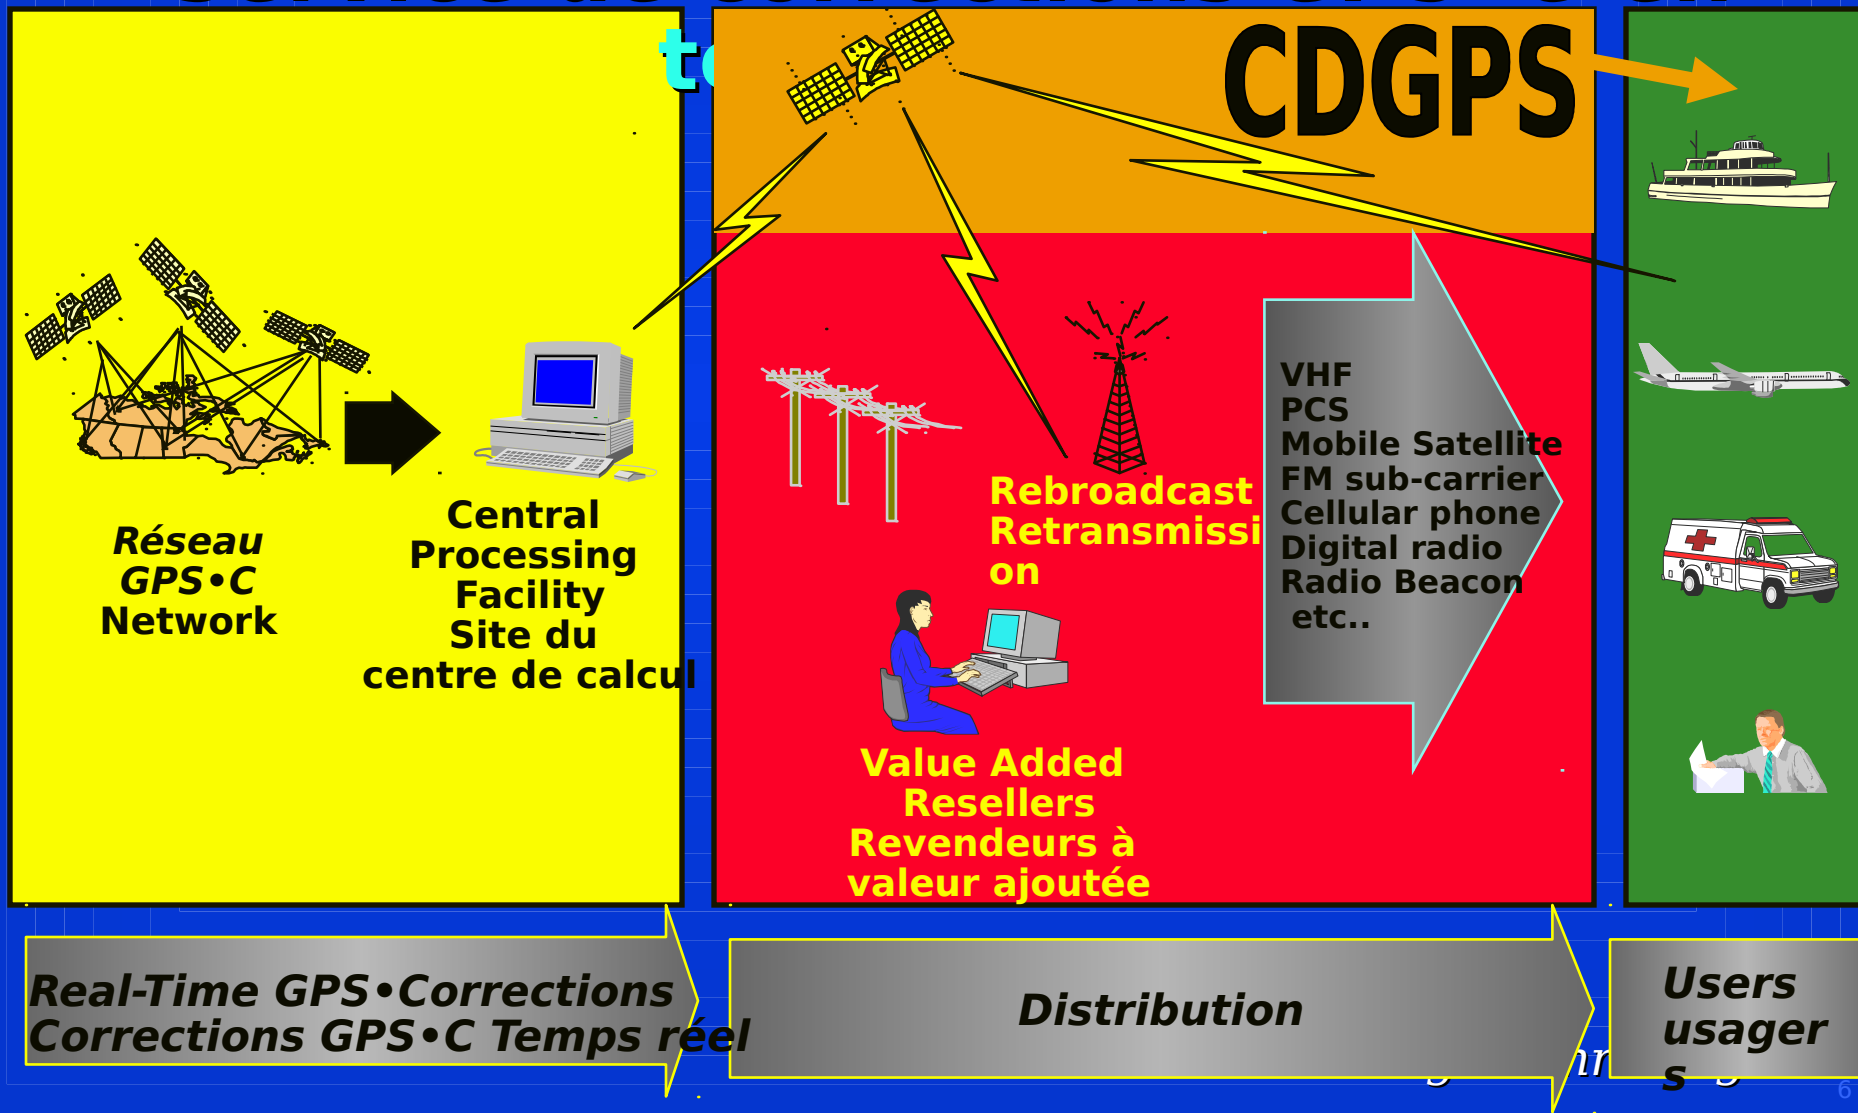 CDGPS
Réseau
GPS•C
Network
Central
Processing
Facility
Site du
centre de calcul
Rebroadcast
Retransmissi
on
Value Added
Resellers
Revendeurs à
valeur ajoutée
VHF
PCS
Mobile Satellite
FM sub-carrier
Cellular phone
Digital radio
Radio Beacon
etc..
Real-Time GPS•Corrections
Corrections GPS•C Temps réel
Distribution
Users
usager
s
6